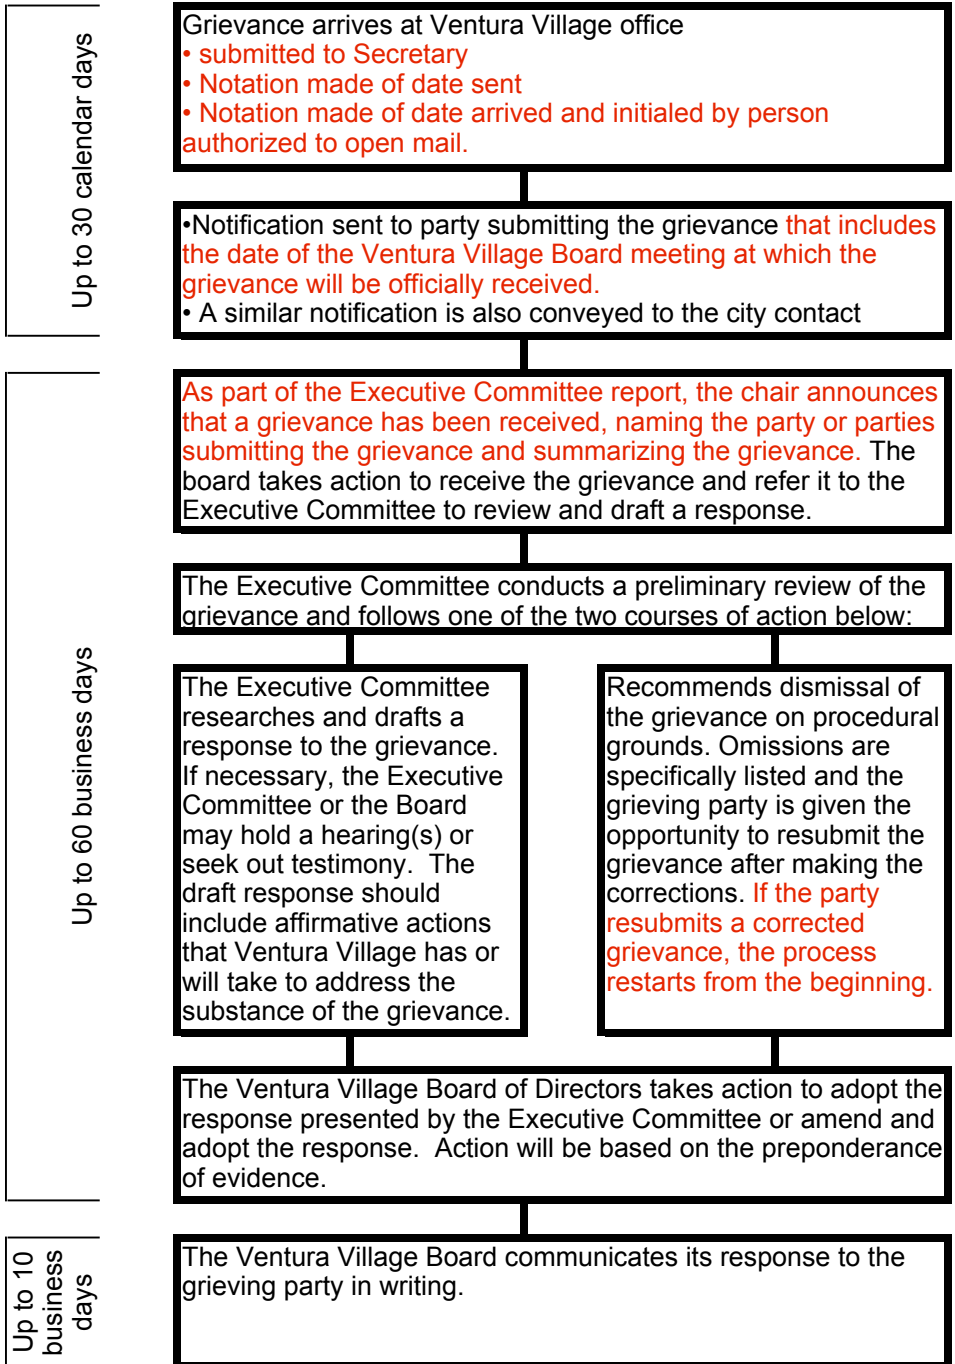 Up to 30 calendar days
Grievance arrives at Ventura Village office
• submitted to Secretary
• Notation made of date sent
• Notation made of date arrived and initialed by person
authorized to open mail.
•Notification sent to party submitting the grievance that includes
the date of the Ventura Village Board meeting at which the
grievance will be officially received.
• A similar notification is also conveyed to the city contact
Up to 60 business days
As part of the Executive Committee report, the chair announces
that a grievance has been received, naming the party or parties
submitting the grievance and summarizing the grievance. The
board takes action to receive the grievance and refer it to the
Executive Committee to review and draft a response.
The Executive Committee conducts a preliminary review of the
grievance and follows one of the two courses of action below:
The Executive Committee
researches and drafts a
response to the grievance.
If necessary, the Executive
Committee or the Board
may hold a hearing(s) or
seek out testimony.  The
draft response should
include affirmative actions
that Ventura Village has or
will take to address the
substance of the grievance.
Recommends dismissal of
the grievance on procedural
grounds. Omissions are
specifically listed and the
grieving party is given the
opportunity to resubmit the
grievance after making the
corrections. If the party
resubmits a corrected
grievance, the process
restarts from the beginning.
The Ventura Village Board of Directors takes action to adopt the
response presented by the Executive Committee or amend and
adopt the response.  Action will be based on the preponderance
of evidence.
Up to 10
business
days
The Ventura Village Board communicates its response to the
grieving party in writing.